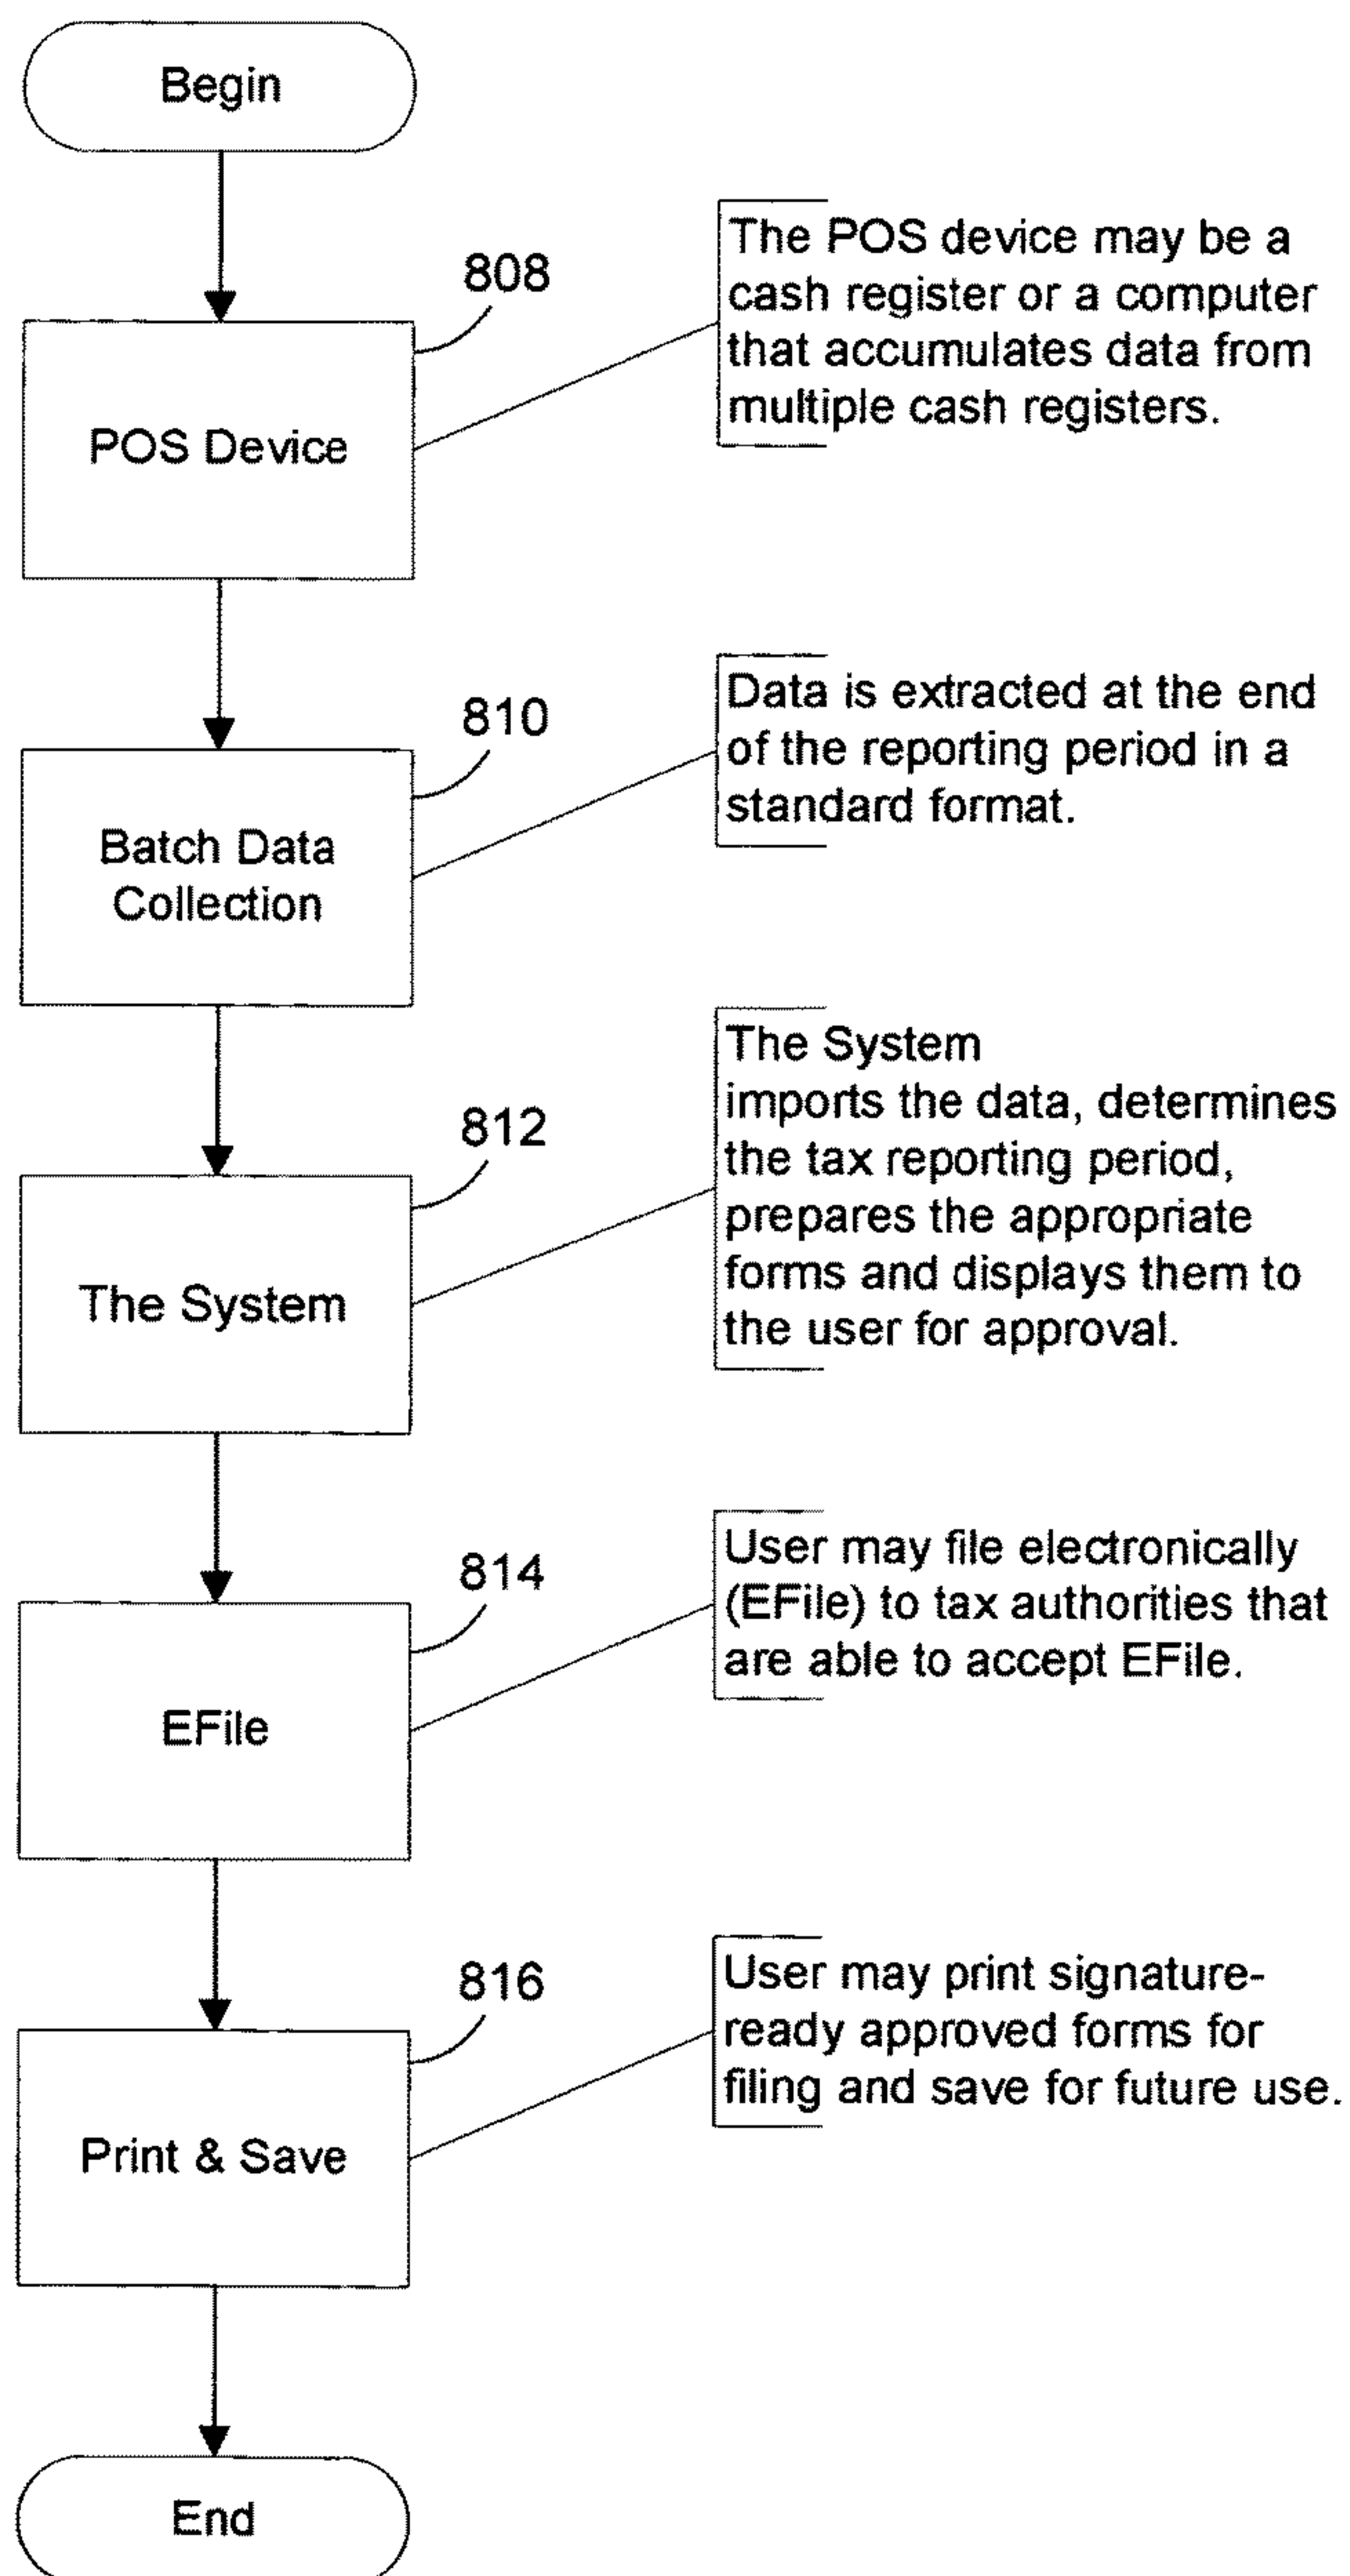 Begin
808
The POS device may be a
cash register or a computer
that accumulates data from
multiple cash registers.
POS Device
810
Data is extracted at the end
of the reporting period in a
standard format.
Batch Data
Collection
812
The System
imports the data, determines
the tax reporting period,
prepares the appropriate
forms and displays them to
the user for approval.
The System
814
User may file electronically
(EFile) to tax authorities that
are able to accept EFile.
EFile
816
User may print signature-
ready approved forms for
filing and save for future use.
Print & Save
End